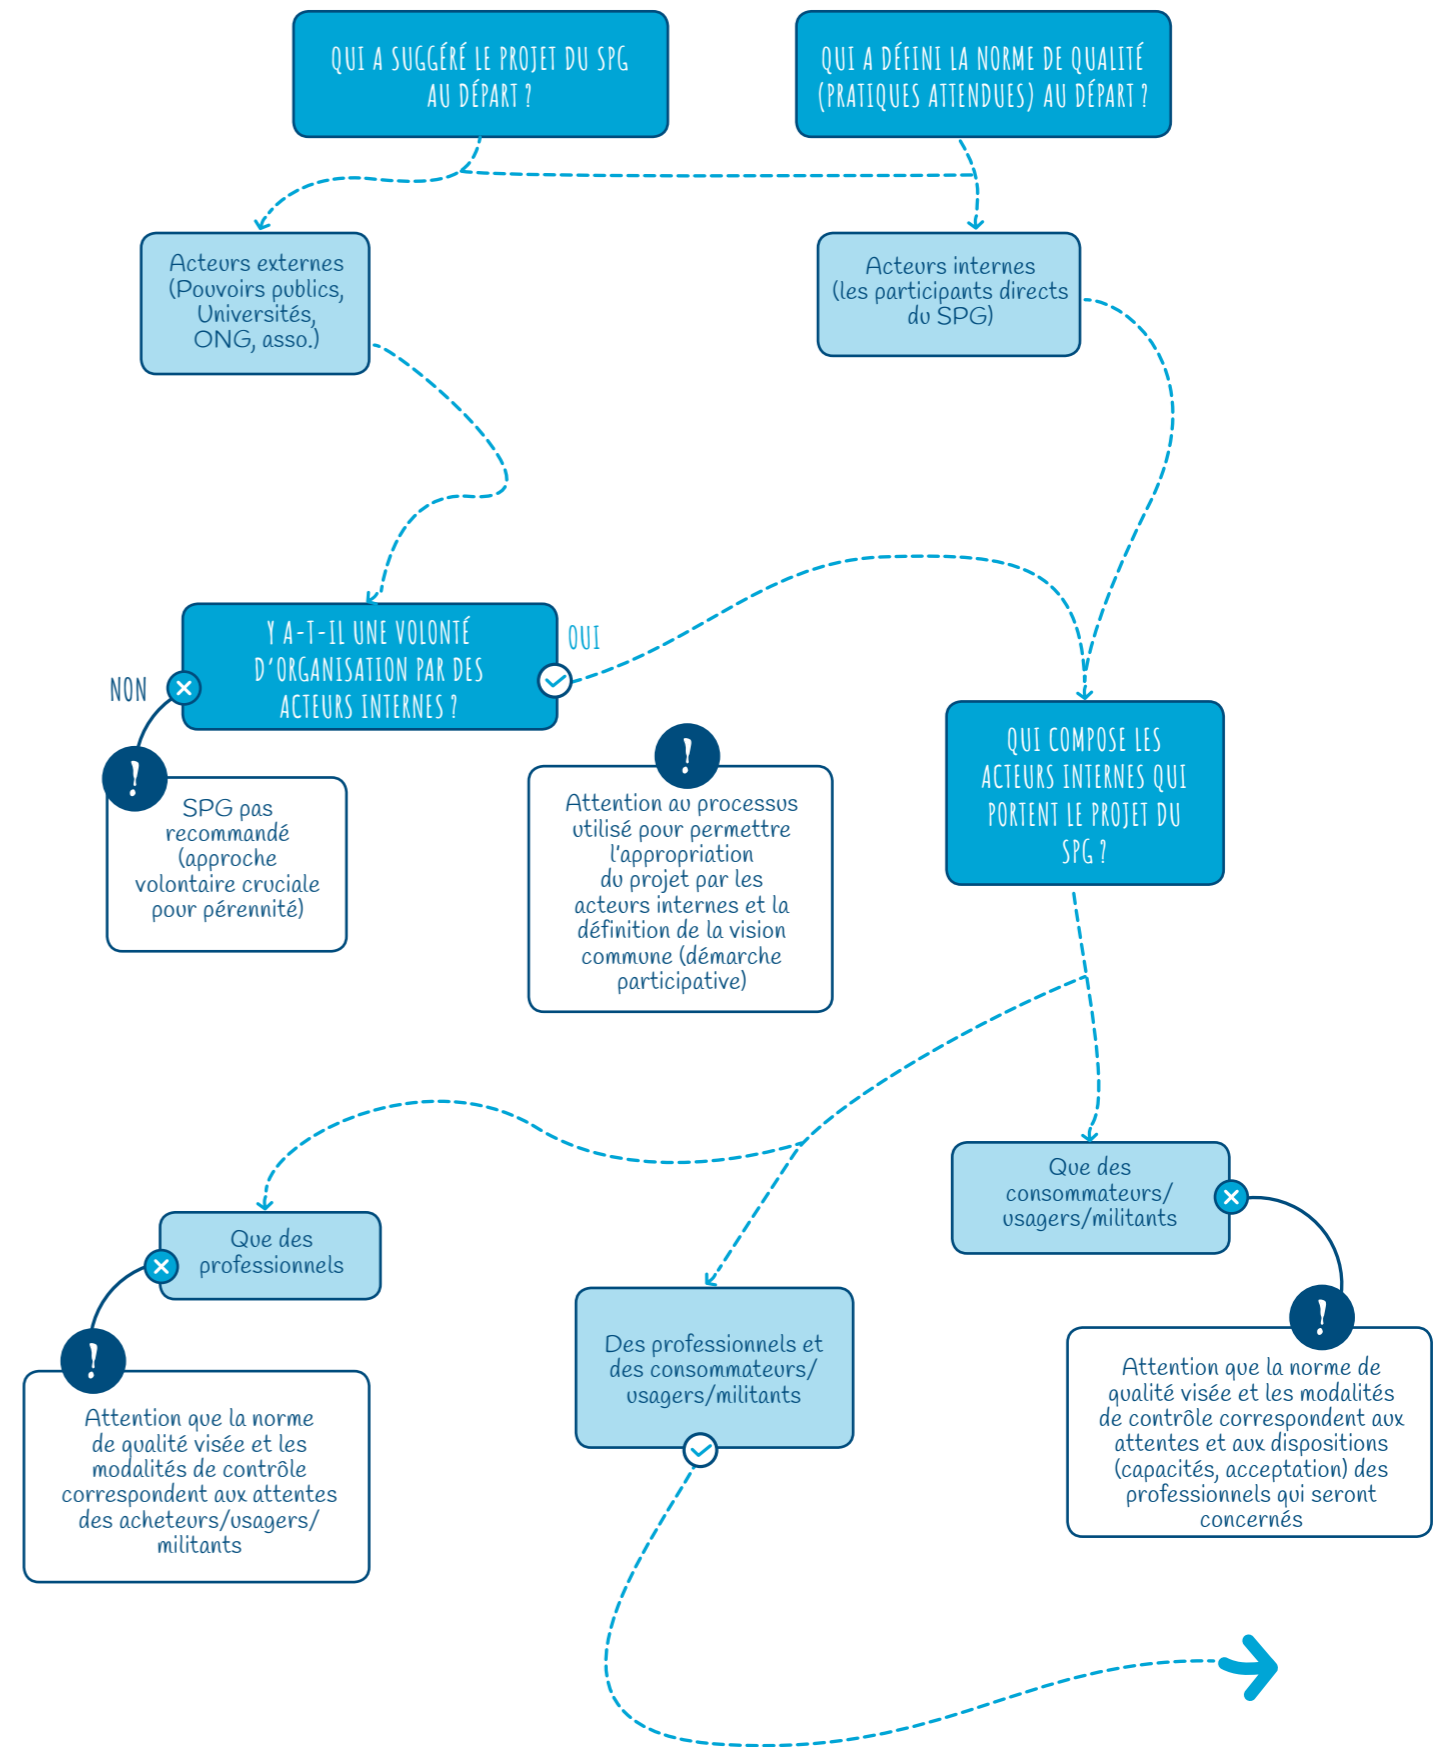 QUI A SUGGÉRÉ LE PROJET DU SPG
AU DÉPART ?
QUI A DÉFINI LA NORME DE QUALITÉ
(PRATIQUES ATTENDUES) AU DÉPART ?
Acteurs externes
(Pouvoirs publics,
Universités,
ONG, asso.)
Acteurs internes
(les participants directs
du SPG)
Y A-T-IL UNE VOLONTÉ
D'ORGANISATION PAR DES
ACTEURS INTERNES ?
OUI
NON
SPG pas
recommandé
(approche
volontaire cruciale
pour pérennité)
!
!
Attention au processus
utilisé pour permettre
l'appropriation
du projet par les
acteurs internes et la
définition de la vision
commune (démarche
participative)
QUI COMPOSE LES
ACTEURS INTERNES QUI
PORTENT LE PROJET DU
SPG ?
Que des
professionnels
!
Attention que la norme
de qualité visée et les
modalités de contrôle
correspondent aux attentes
des acheteurs/usagers/
militants
Des professionnels et
des consommateurs/
usagers/militants
Que des
consommateurs/
usagers/militants
!
Attention que la norme de
qualité visée et les modalités
de contrôle correspondent aux
attentes et aux dispositions
(capacités, acceptation) des
professionnels qui seront
concernés